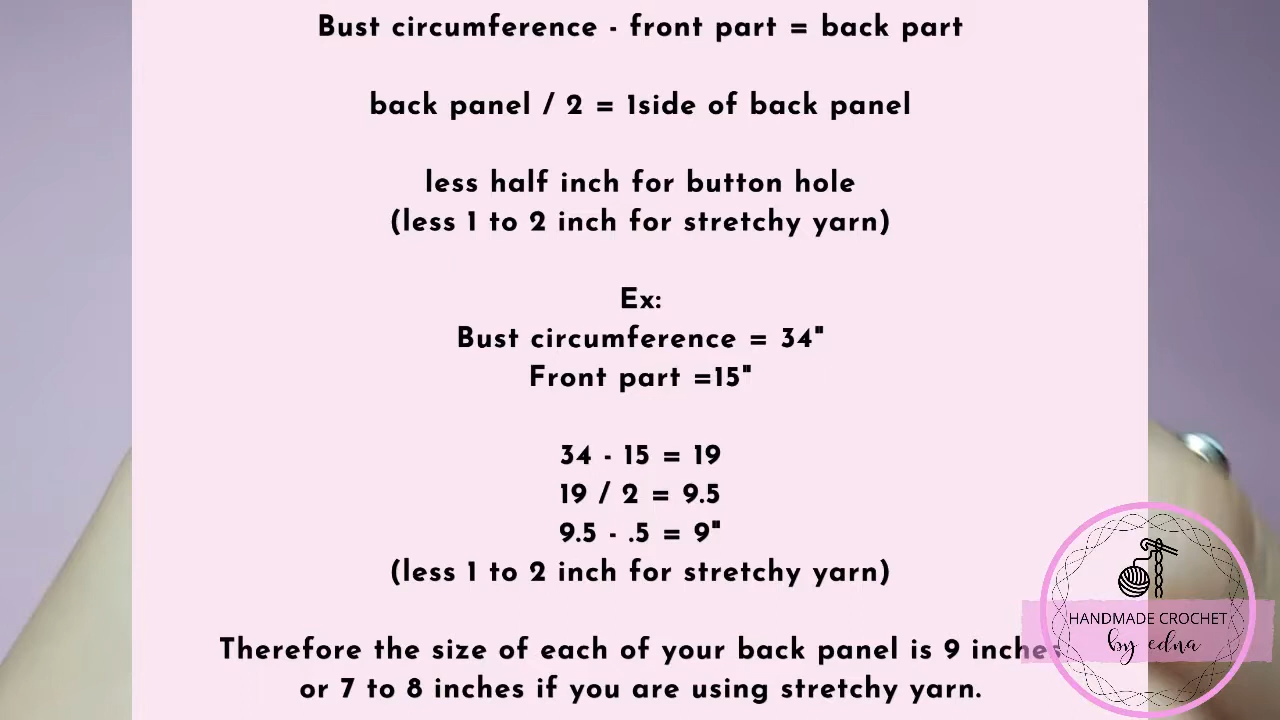 Bust circumference - front part = back part
back panel / 2 = 1side of back panel
less half inch for button hole
(less 1 to 2 inch for stretchy yarn)
Ex:
Bust circumference = 34"
Front part =15"
34 - 15 = 19
19 / 2 = 9.5
9.5 - .5 = 9"
(less 1 to 2 inch for stretchy yarn)
Therefore the size of each of your back panel is 9 inches
or 7 to 8 inches if you are using stretchy yarn.
HANDMADE CROCHET
by edna